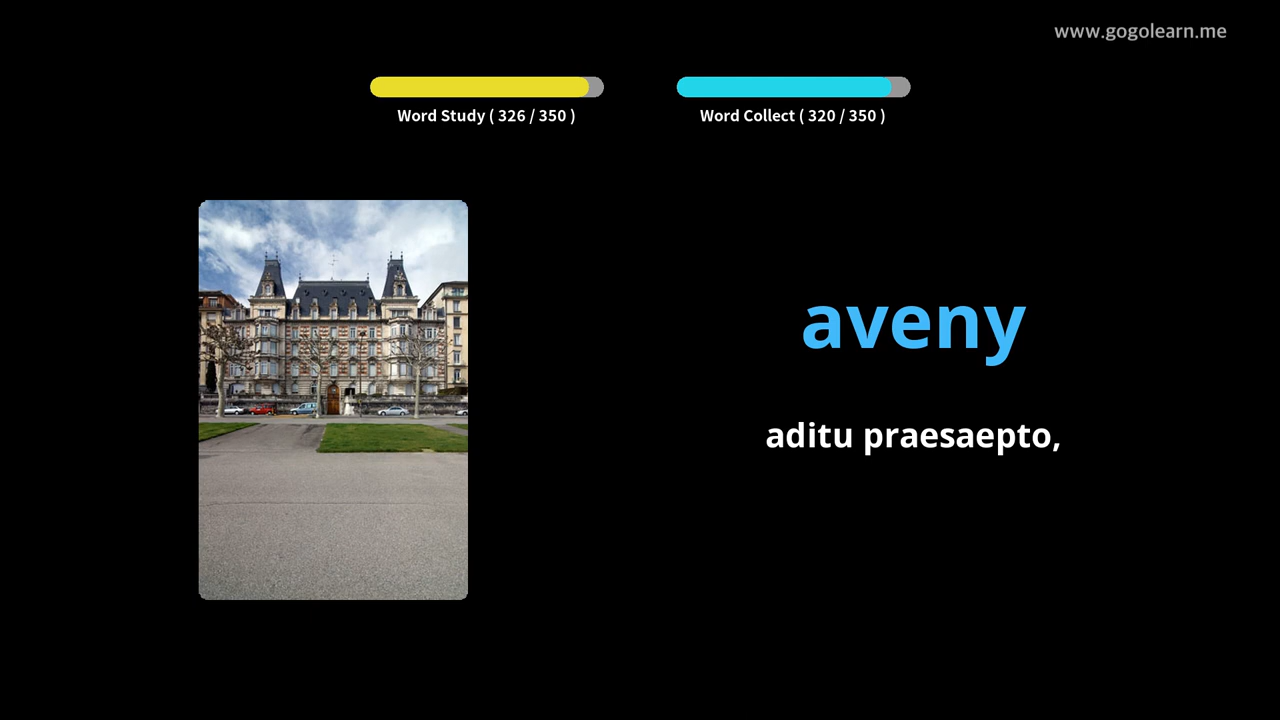 www.gogolearn.me
Word Study ( 326 / 350 )
Word Collect ( 320 / 350 )
aveny
aditu praesaepto,